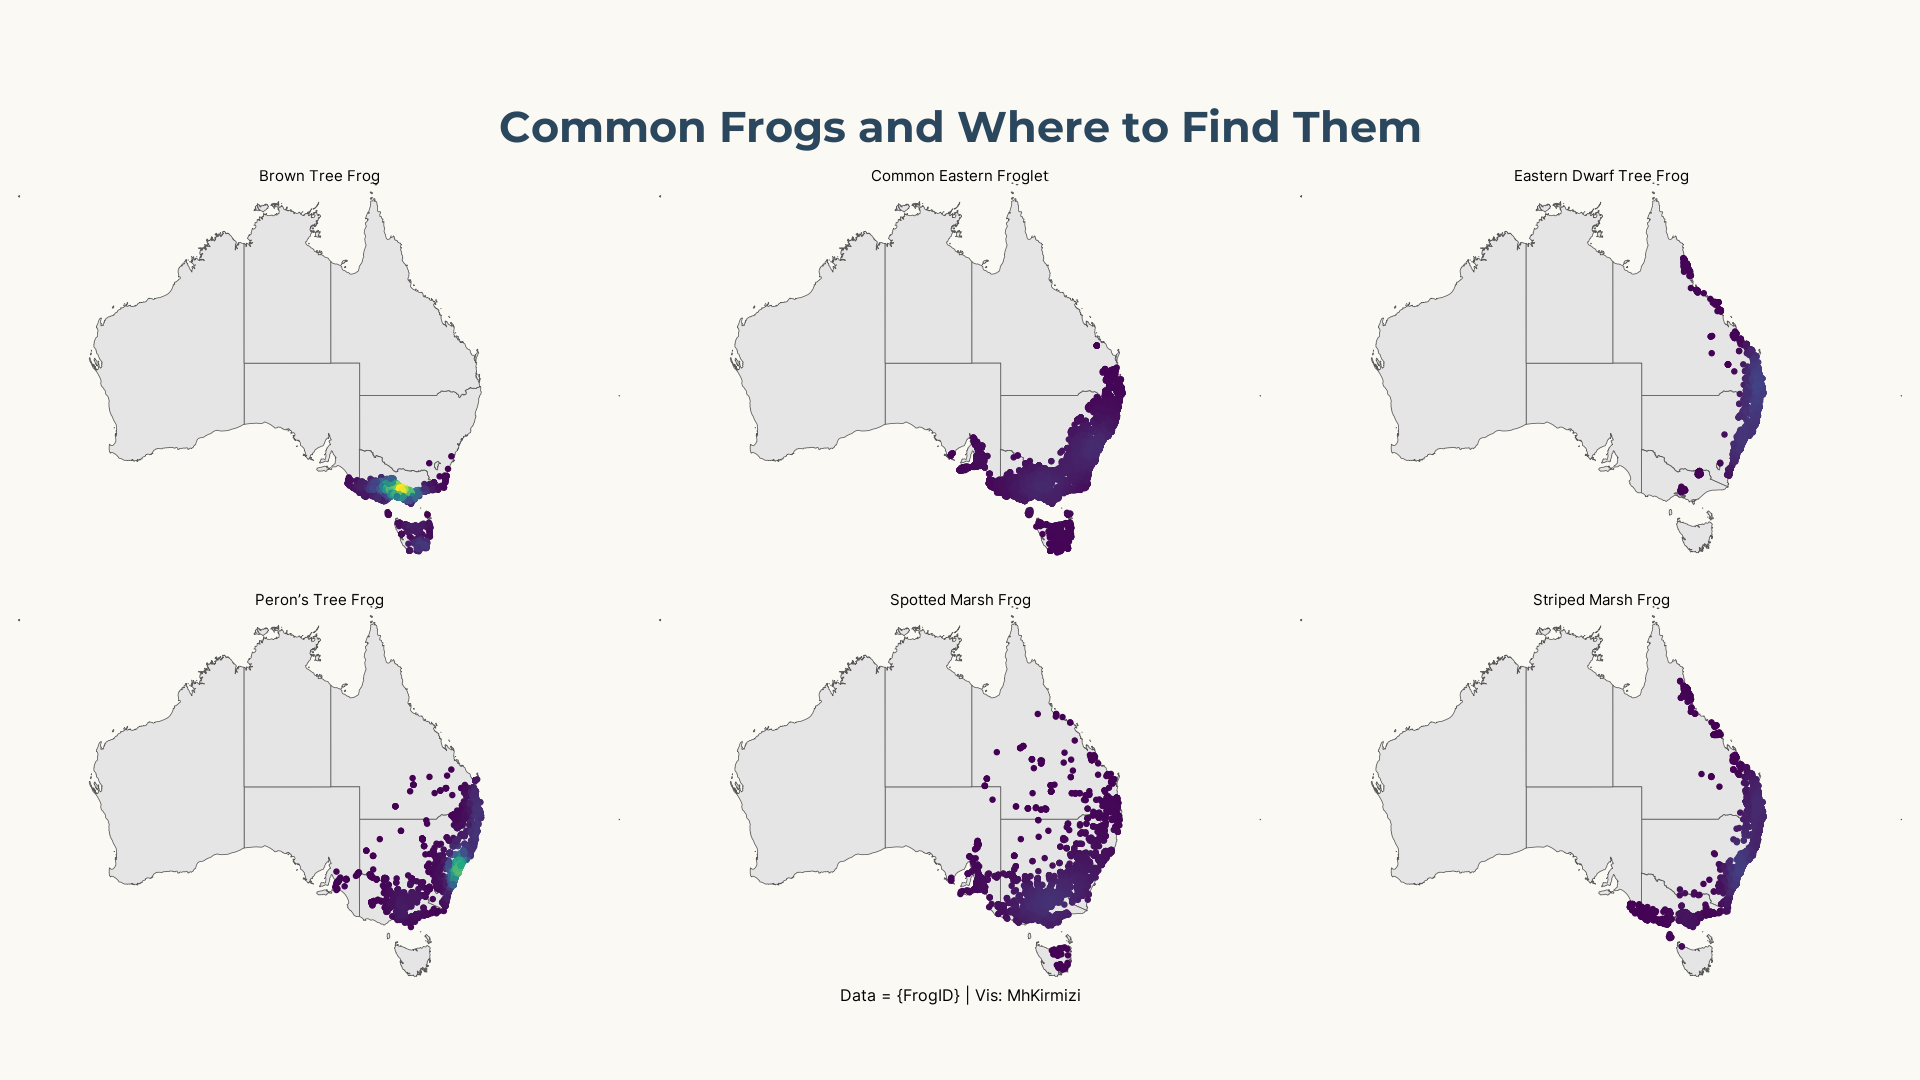 Common Frogs and Where to Find Them
Brown Tree Frog
Common Eastern Froglet
Eastern Dwarf Tree Frog
Peron’s Tree Frog
Spotted Marsh Frog
Striped Marsh Frog
Data = {FrogID} | Vis: MhKirmizi